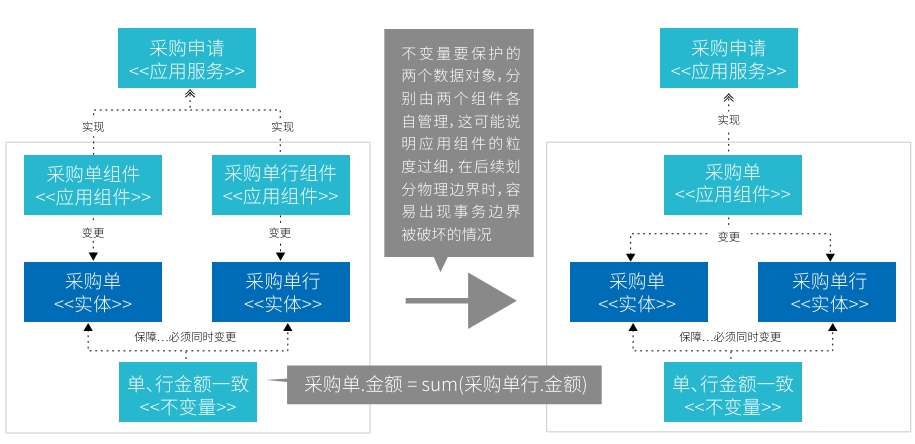 采购申请
<<应用服务>>
实现
实现
采购单组件
<<应用组件>>
采购单行组件
<<应用组件>>
变更
变更
采购单
<<实体>>
采购单行
<<实体>>
保障...必须同时变更
单、行金额一致
<<不变量>>
不变量要保护的
两个数据对象，分
别由两个组件各
自管理，这可能说
明应用组件的粒
度过细，在后续划
分物理边界时，容
易出现事务边界
被破坏的情况
采购单.金额 = sum(采购单行.金额)
采购申请
<<应用服务>>
实现
采购单
<<应用组件>>
变更
采购单
<<实体>>
采购单行
<<实体>>
保障...必须同时变更
单、行金额一致
<<不变量>>